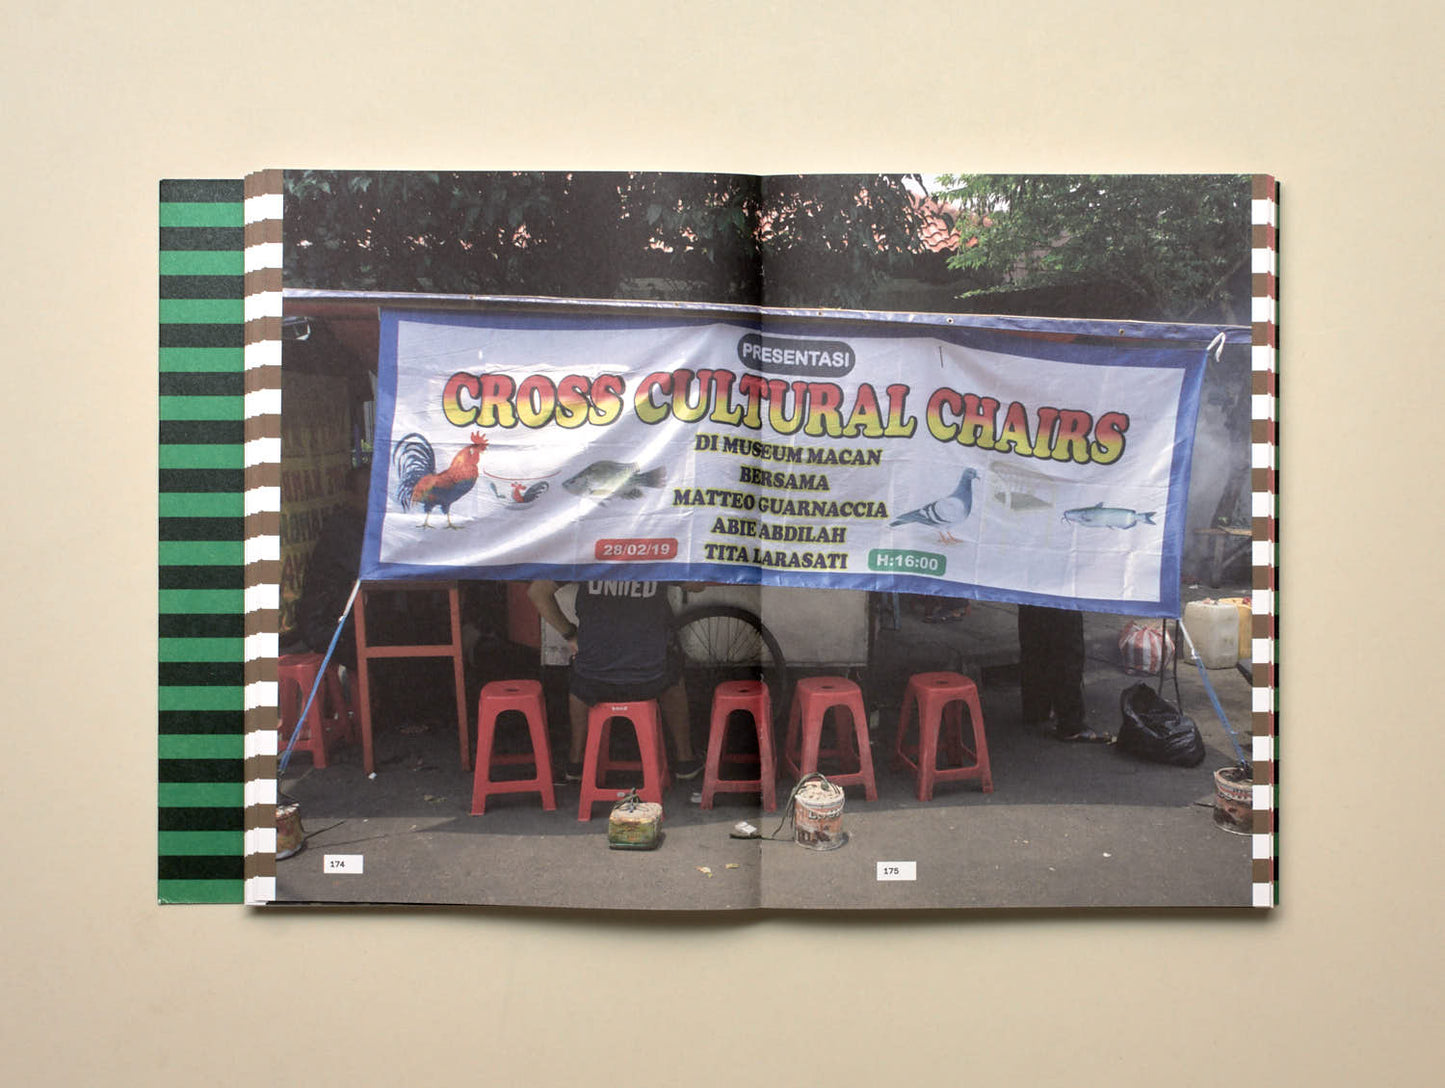 PRESENTASI
CROSS CULTURAL CHAIRS
DI MUSEUM MACAN
BERSAMA
MATTEO GUARNACCIA
ABIE ABDILAH
TITA LARASATI
28/02/19
H:16:00
UNITED
174
175